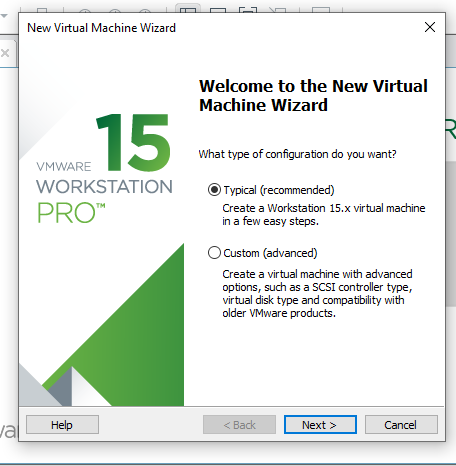 New Virtual Machine Wizard
Welcome to the New Virtual
Machine Wizard
15
VMWARE
WORKSTATION
PRO™
What type of configuration do you want?
Typical (recommended)
Create a Workstation 15.x virtual machine
in a few easy steps.
Custom (advanced)
Create a virtual machine with advanced
options, such as a SCSI controller type,
virtual disk type and compatibility with
older VMware products.
Help
< Back
Next >
Cancel